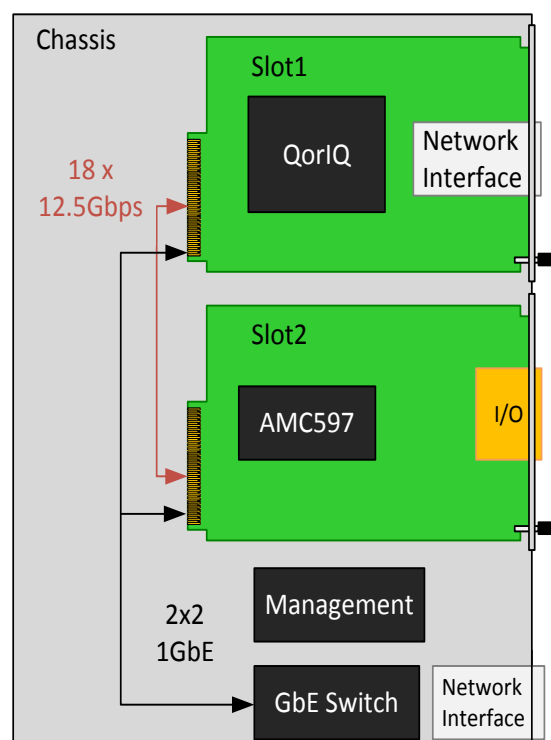 Chassis
Slot1
QorIQ
Network
Interface
18 x
12.5Gbps
Slot2
AMC597
I/O
Management
2x2
1GbE
GbE Switch
Network
Interface